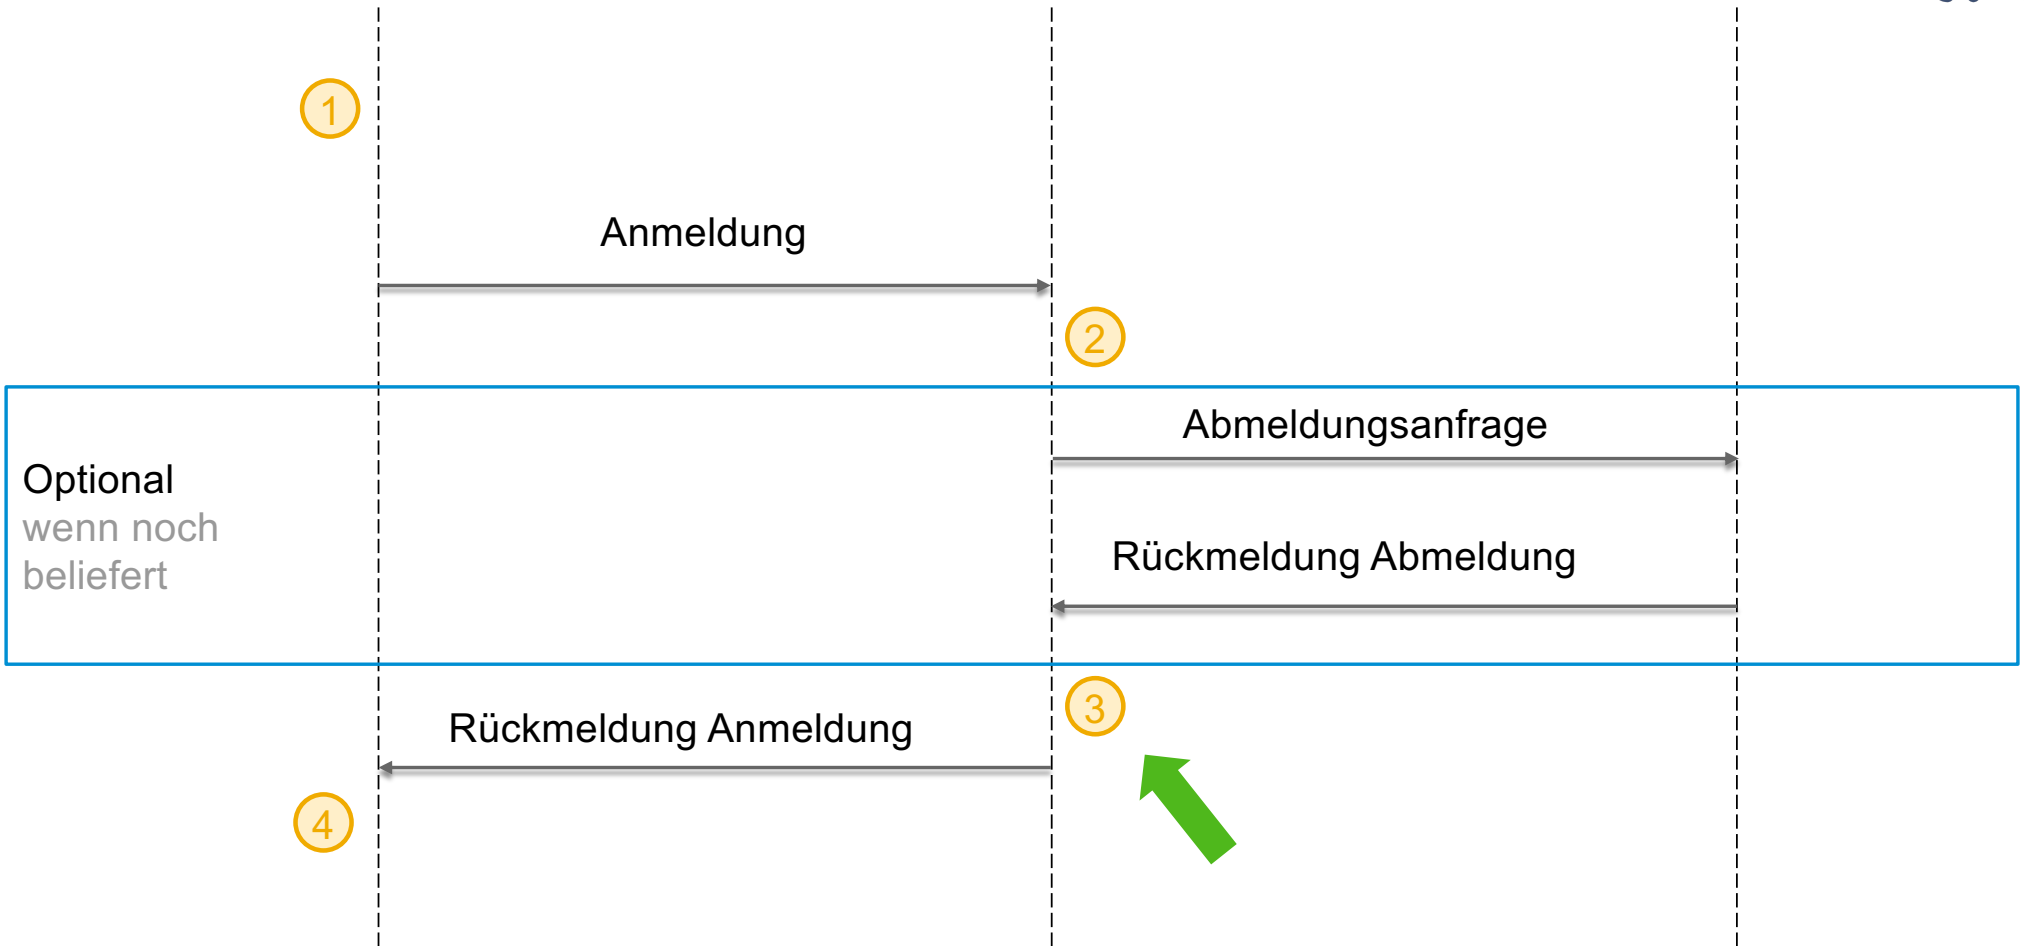 1
Anmeldung
2
Abmeldungsanfrage
Optional
wenn noch
beliefert
Rückmeldung Abmeldung
3
Rückmeldung Anmeldung
4